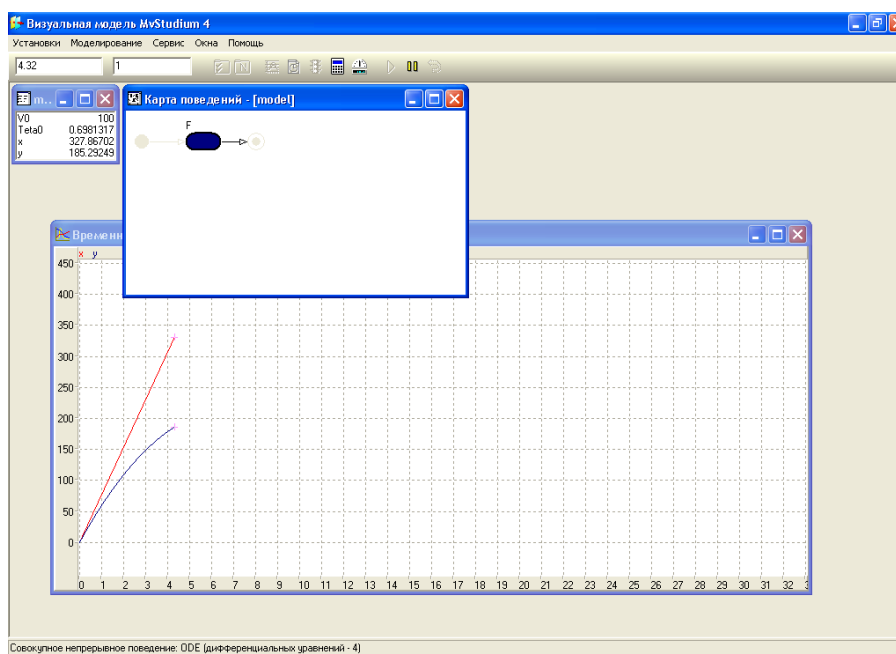 Визуальная модель MvStudium 4
Установки Моделирование Сервис Окна Помощь
4.32 1
m..
V0 100
Teta0 0.6981317
x 327.86702
y 185.29249
Карта поведений - [model]
F
Временн
x y
450
400
350
300
250
200
150
100
50
0
0 1 2 3 4 5 6 7 8 9 10 11 12 13 14 15 16 17 18 19 20 21 22 23 24 25 26 27 28 29 30 31 32
Совокупное непрерывное поведение: ODE (дифференциальных уравнений - 4)